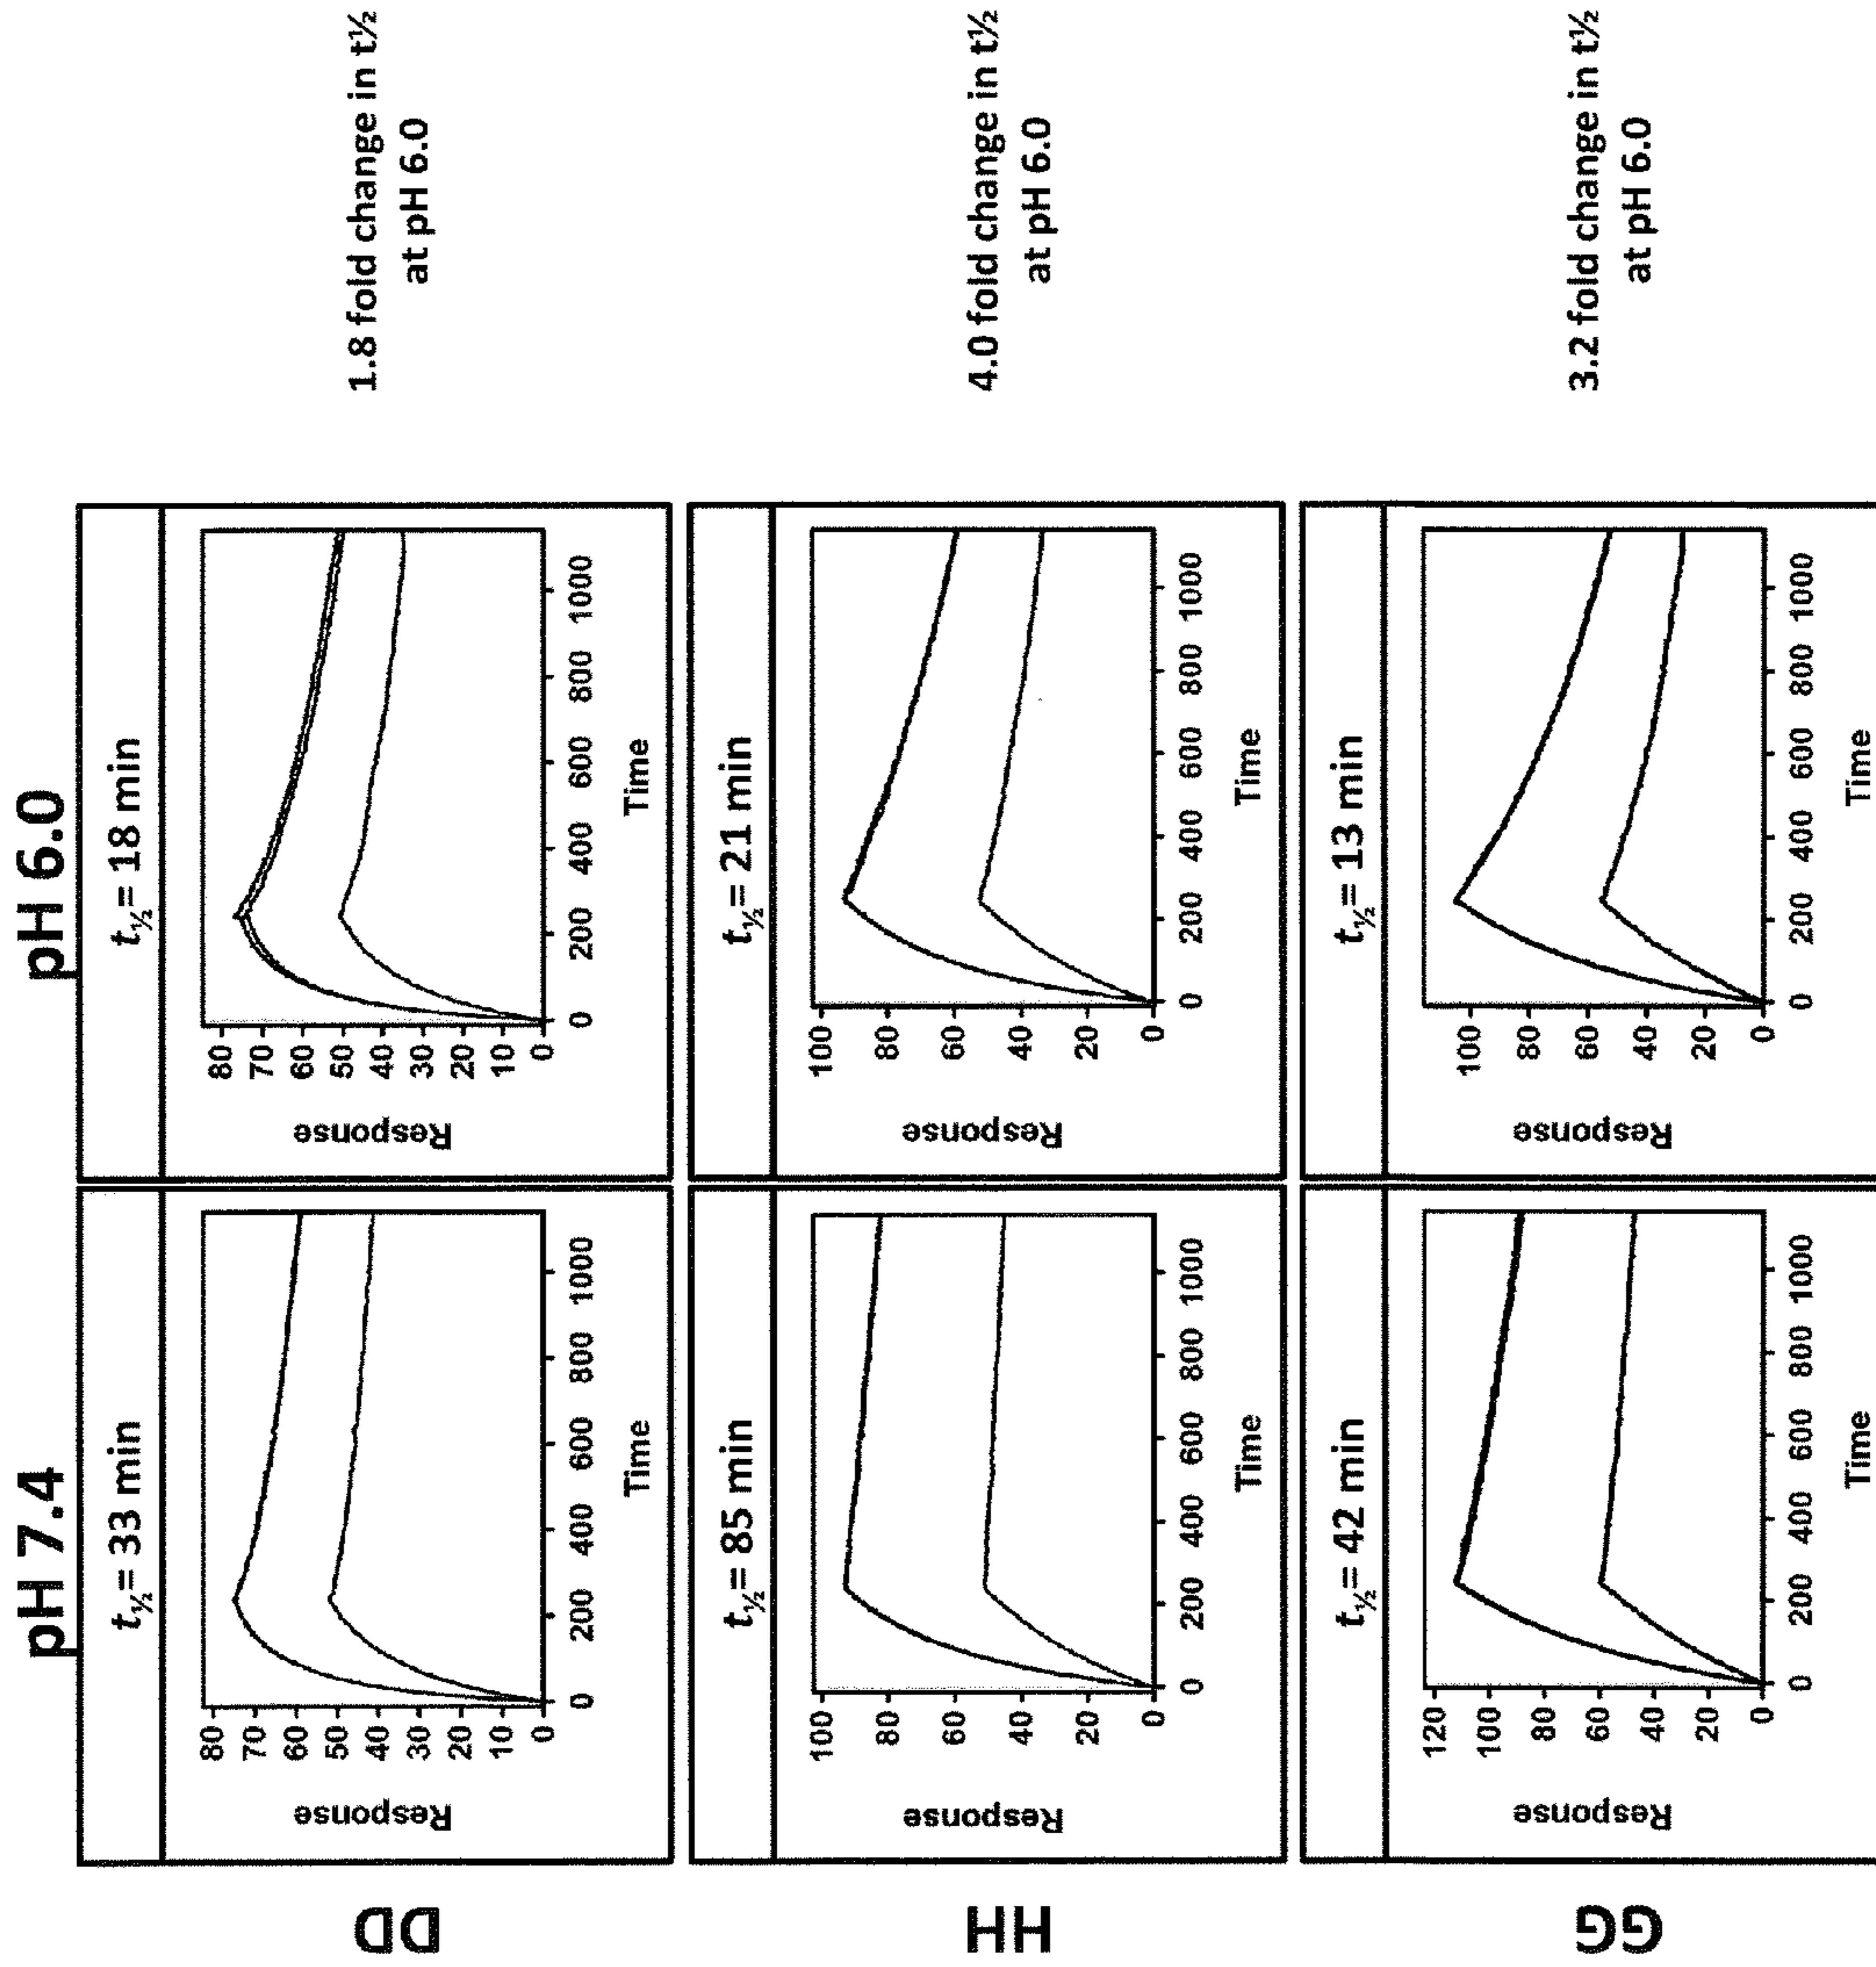 pH 7.4
pH 6.0
DD
t½= 33 min
Response
80
70
60
50
40
30
20
10
0
0 200 400 600 800 1000
Time
t½= 18 min
Response
80
70
60
50
40
30
20
10
0
0 200 400 600 800 1000
Time
1.8 fold change in t½
at pH 6.0
HH
t½= 85 min
Response
100
80
60
40
20
0
0 200 400 600 800 1000
Time
t½= 21 min
Response
100
80
60
40
20
0
0 200 400 600 800 1000
Time
4.0 fold change in t½
at pH 6.0
GG
t½= 42 min
Response
120
100
80
60
40
20
0
0 200 400 600 800 1000
Time
t½= 13 min
Response
100
80
60
40
20
0
0 200 400 600 800 1000
Time
3.2 fold change in t½
at pH 6.0